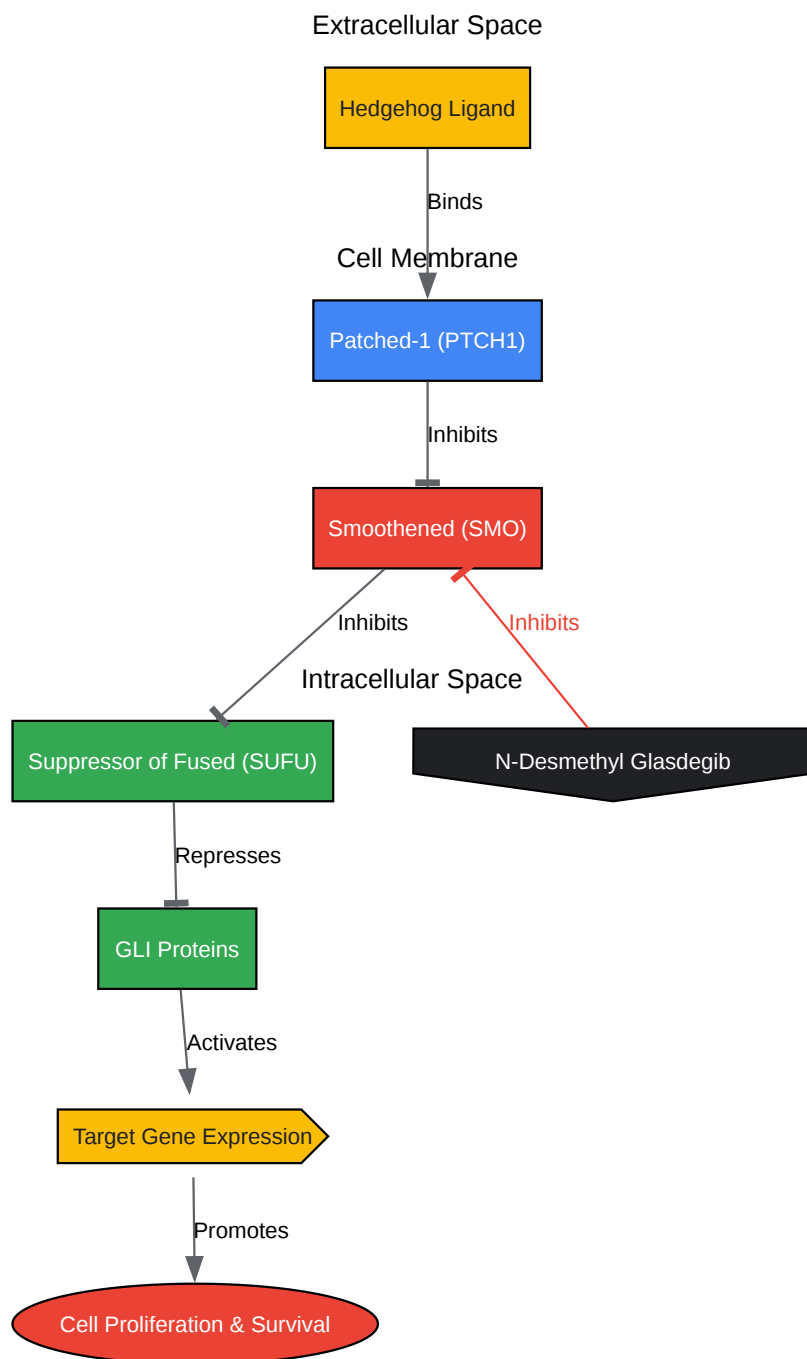 Extracellular Space
Hedgehog Ligand
Binds
Cell Membrane
Patched-1 (PTCH1)
Inhibits
Smoothened (SMO)
Inhibits
Inhibits
Intracellular Space
Suppressor of Fused (SUFU)
N-Desmethyl Glasdegib
Represses
GLI Proteins
Activates
Target Gene Expression
Promotes
Cell Proliferation & Survival